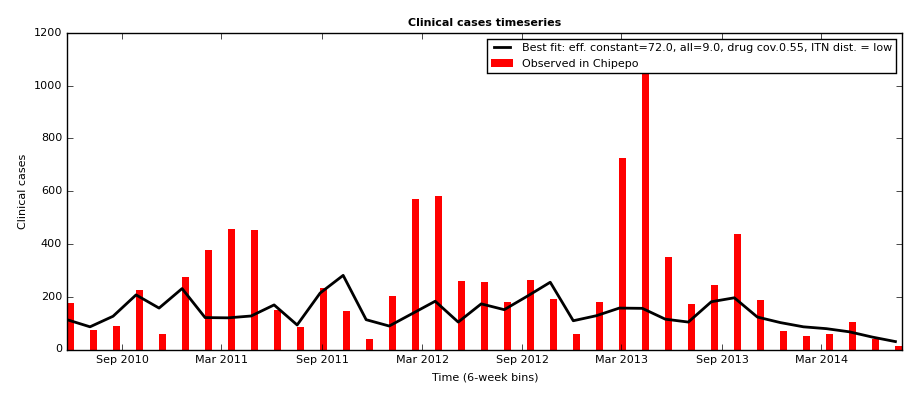 Clinical cases timeseries
1200
1000
800
600
400
200
0
Clinical cases
Best fit: eff. constant=72.0, all=9.0, drug cov.0.55, ITN dist. = low
Observed in Chipepo
Sep 2010 Mar 2011 Sep 2011 Mar 2012 Sep 2012 Mar 2013 Sep 2013 Mar 2014
Time (6-week bins)